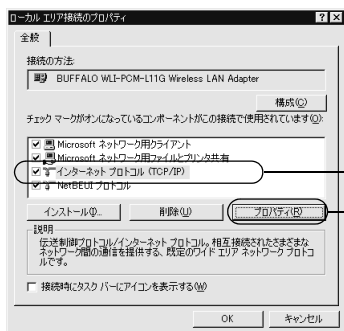 ローカル エリア接続のプロパティ
全般
接続の方法:
BUFFALO WLI-PCM-L11G Wireless LAN Adapter
構成(C)
チェック マークがオンになっているコンポーネントがこの接続で使用されています(O):
Microsoft ネットワーク用クライアント
Microsoft ネットワーク用ファイルとプリンタ共有
インターネット プロトコル (TCP/IP)
NetBEUI プロトコル
インストール(I)...
削除(U)
プロパティ(R)
説明
伝送制御プロトコル/インターネット プロトコル。相互接続されたさまざまな
ネットワーク間の通信を提供する、既定のワイド エリア ネットワーク プロトコ
ルです。
接続時にタスク バーにアイコンを表示する(W)
OK
キャンセル